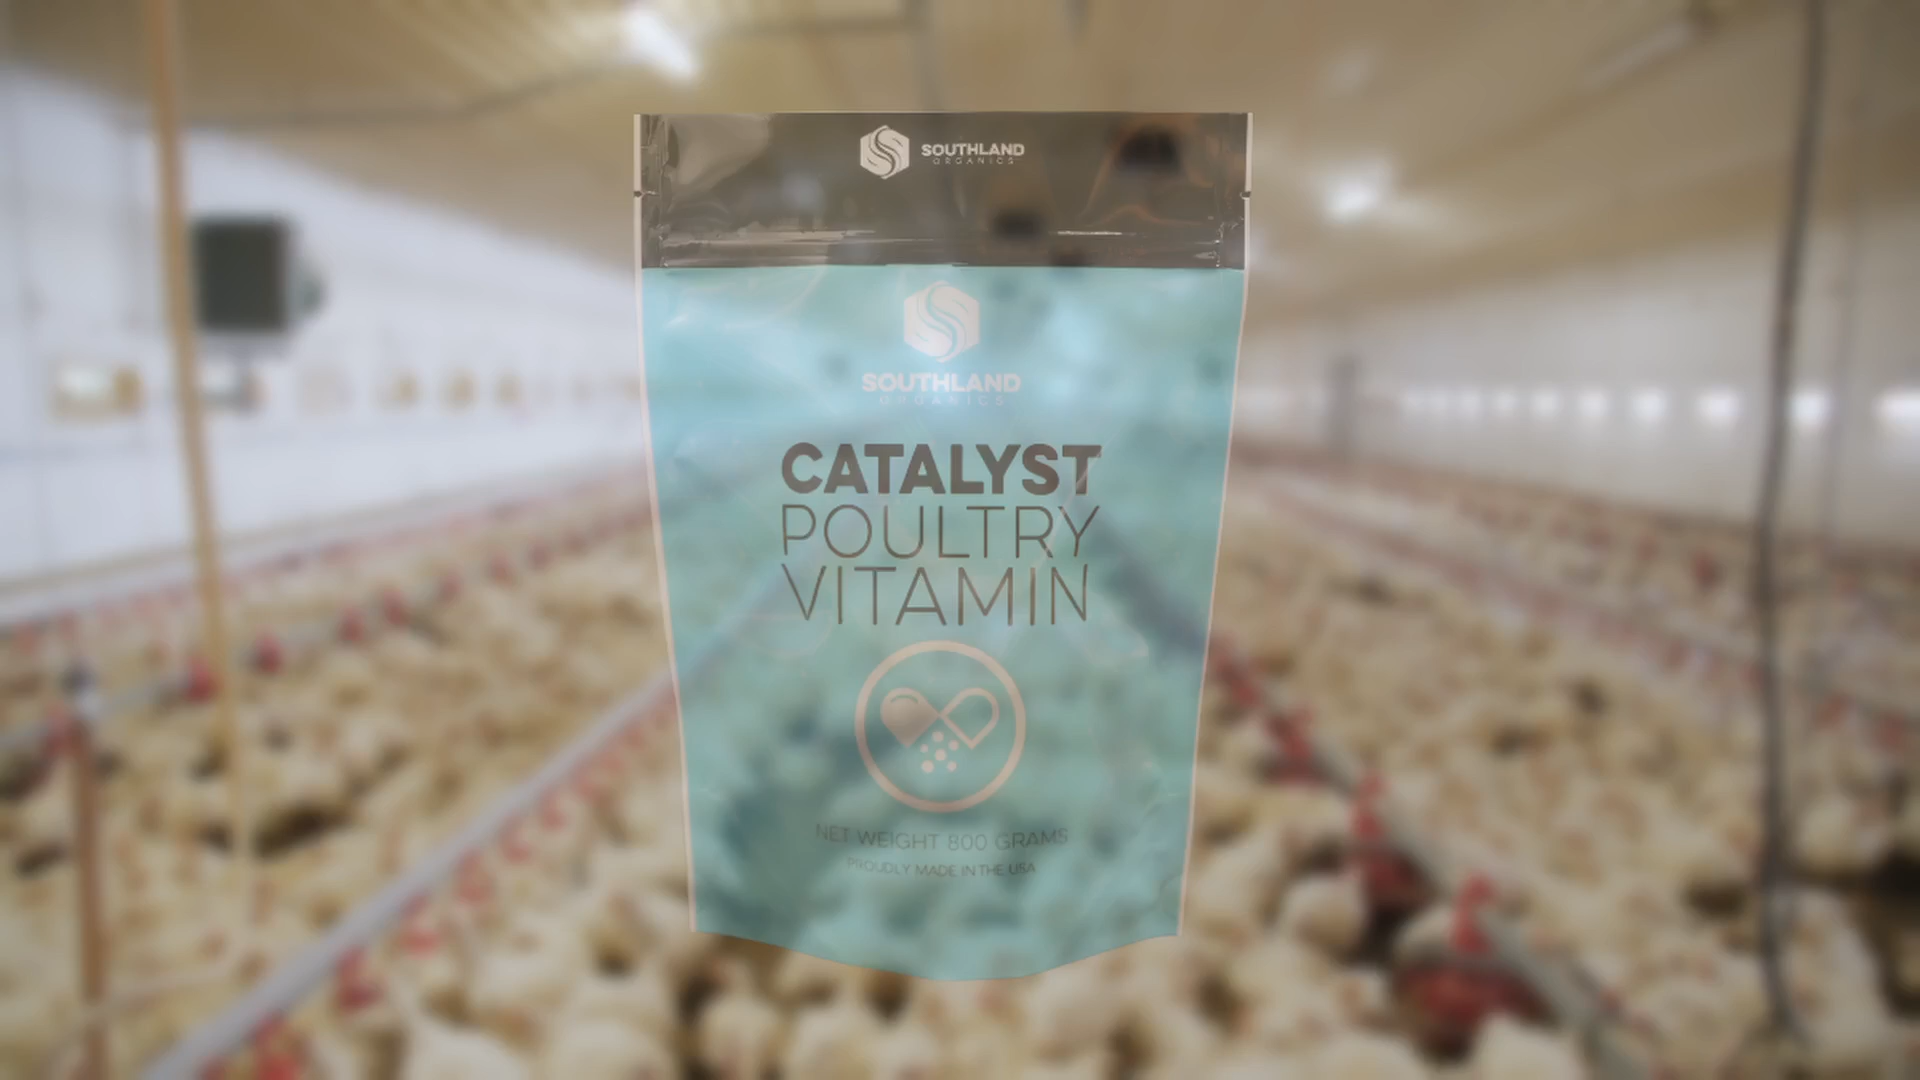 SOUTHLAND
ORGANICS
SOUTHLAND
ORGANICS
CATALYST
POULTRY
VITAMIN
NET WEIGHT 800 GRAMS
PROUDLY MADE IN THE USA